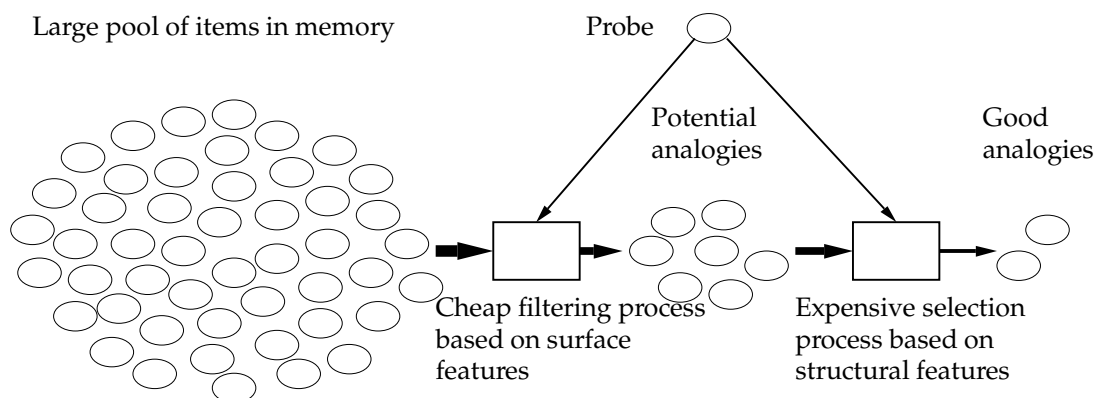 Large pool of items in memory
Probe
Potential
analogies
Good
analogies
Cheap filtering process
based on surface
features
Expensive selection
process based on
structural features